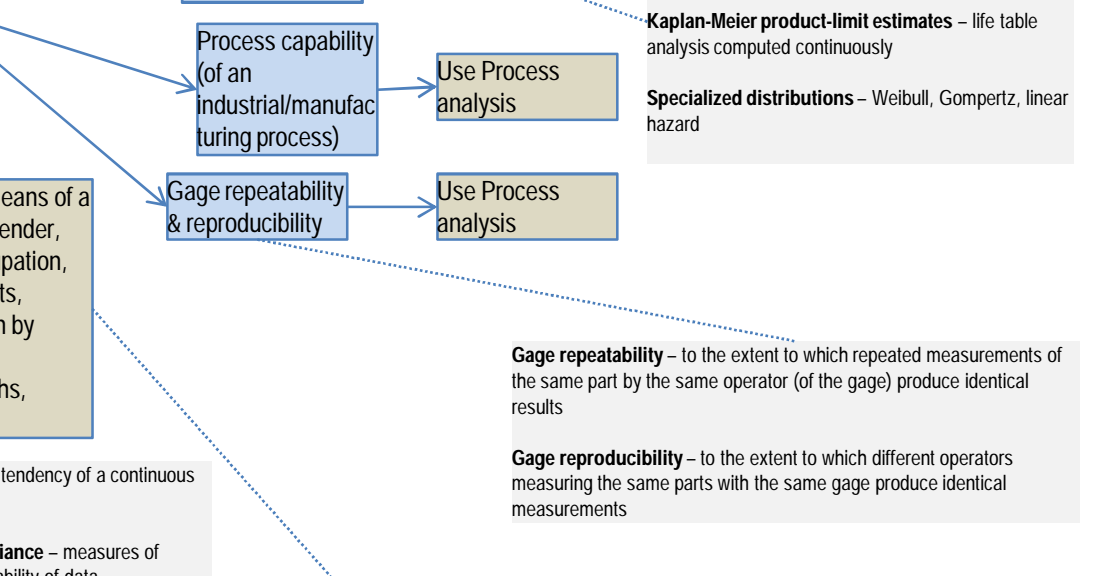 Kaplan-Meier product-limit estimates – life table
analysis computed continuously
Specialized distributions – Weibull, Gompertz, linear
hazard
Process capability
(of an
industrial/manufac
turing process)
Use Process
analysis
Gage repeatability
& reproducibility
Use Process
analysis
eans of a
ender,
pation,
ts,
n by
hs,
Gage repeatability – to the extent to which repeated measurements of
the same part by the same operator (of the gage) produce identical
results
Gage reproducibility – to the extent to which different operators
measuring the same parts with the same gage produce identical
measurements
tendency of a continuous
iance – measures of
bility of data